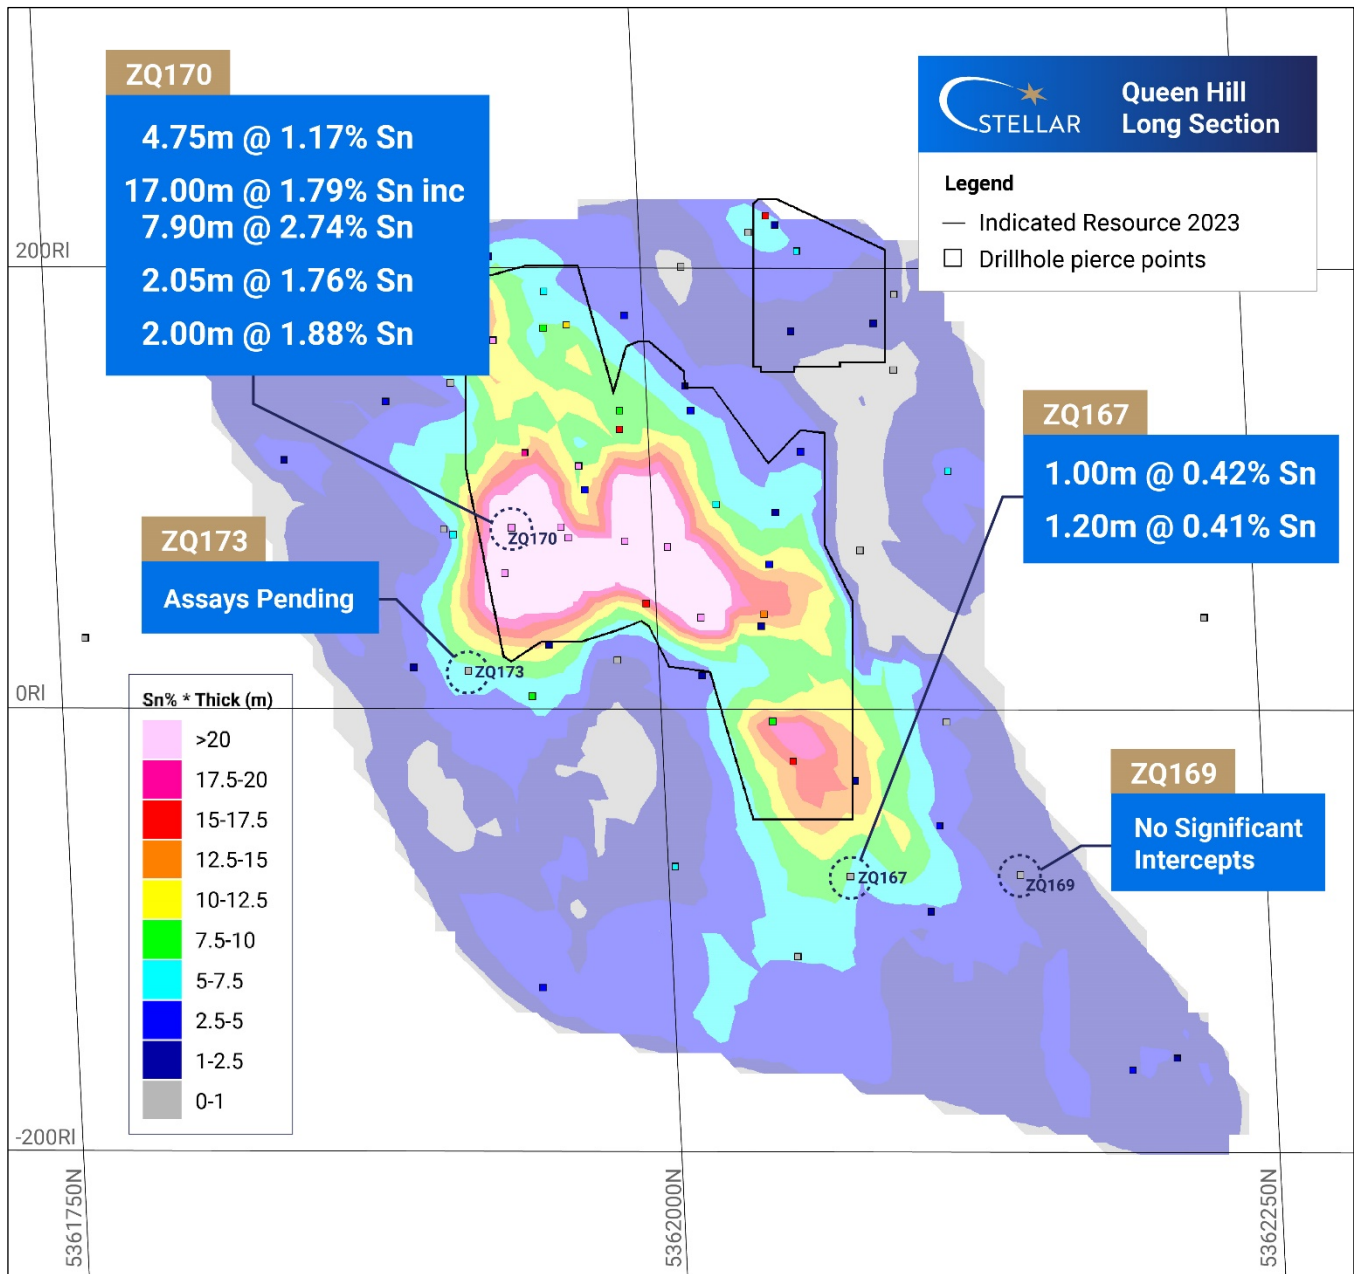 ZQ170
4.75m @ 1.17% Sn
17.00m @ 1.79% Sn inc
7.90m @ 2.74% Sn
2.05m @ 1.76% Sn
2.00m @ 1.88% Sn
STELLAR
Queen Hill
Long Section
Legend
Indicated Resource 2023
Drillhole pierce points
200Rl
ZQ167
1.00m @ 0.42% Sn
1.20m @ 0.41% Sn
ZQ173
Assays Pending
ZQ170
ZQ173
0Rl
Sn% * Thick (m)
>20
17.5-20
15-17.5
12.5-15
10-12.5
7.5-10
5-7.5
2.5-5
1-2.5
0-1
ZQ169
No Significant
Intercepts
ZQ167
ZQ169
-200Rl
5361750N
5362000N
5362250N